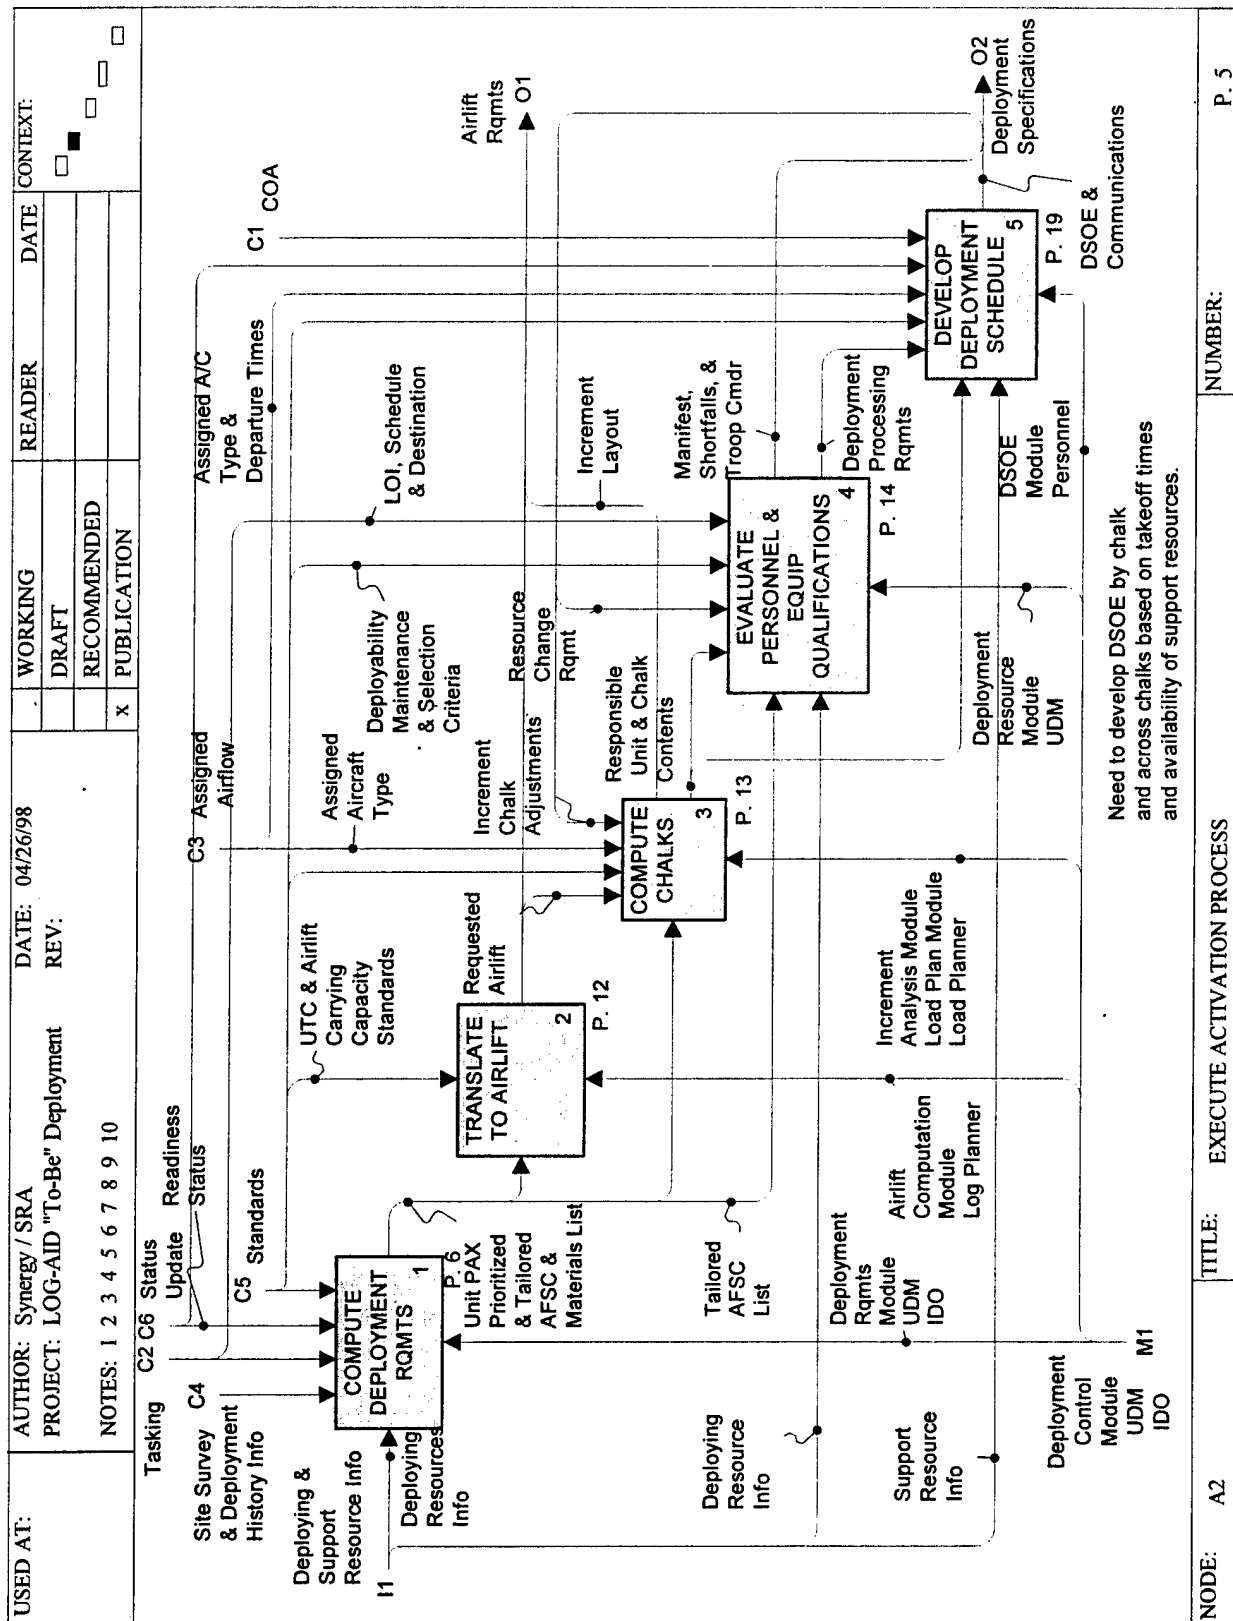 USED AT:
AUTHOR: Synergy / SRA
PROJECT: LOG-AID "To-Be" Deployment
NOTES: 1 2 3 4 5 6 7 8 9 10
DATE: 04/26/98
REV:
WORKING
DRAFT
RECOMMENDED
X PUBLICATION
READER DATE
CONTEXT:
Tasking
C2
C6
Status
Update
Readiness
Status
C4
Site Survey
& Deployment
History Info
C5
Standards
C3
Assigned
Airflow
Assigned A/C
Type &
Departure Times
C1
COA
Deploying &
Support
Resource Info
I1
Deploying
Resources
Info
COMPUTE
DEPLOYMENT
RQMTS
1
P. 6
Unit PAX
Prioritized
& Tailored
AFSC &
Materials List
UTC & Airlift
Carrying
Capacity
Standards
TRANSLATE
TO AIRLIFT
2
P. 12
Requested
Airlift
Assigned
Aircraft
Type
Increment
Chalk
Adjustments
COMPUTE
CHALKS
3
P. 13
Responsible
Unit & Chalk
Contents
Deployability
Maintenance
& Selection
Criteria
Resource
Change
Rqmt
LOI, Schedule
& Destination
Increment
Layout
EVALUATE
PERSONNEL &
EQUIP
QUALIFICATIONS
4
P. 14
Manifest,
Shortfalls, &
Troop Cmdr
Deployment
Processing
Rqmts
Airlift
Rqmts
O1
DEVELOP
DEPLOYMENT
SCHEDULE
5
P. 19
O2
Deployment
Specifications
DSOE &
Communications
Tailored
AFSC
List
Deploying
Resource
Info
Support
Resource
Info
Deployment
Rqmts
Module
UDM
IDO
Airlift
Computation
Module
Log Planner
Increment
Analysis Module
Load Plan Module
Load Planner
Deployment
Resource
Module
UDM
DSOE
Module
Personnel
Deployment
Control
Module
UDM
IDO
M1
Need to develop DSOE by chalk
and across chalks based on takeoff times
and availability of support resources.
NODE: A2
TITLE: EXECUTE ACTIVATION PROCESS
NUMBER: P. 5